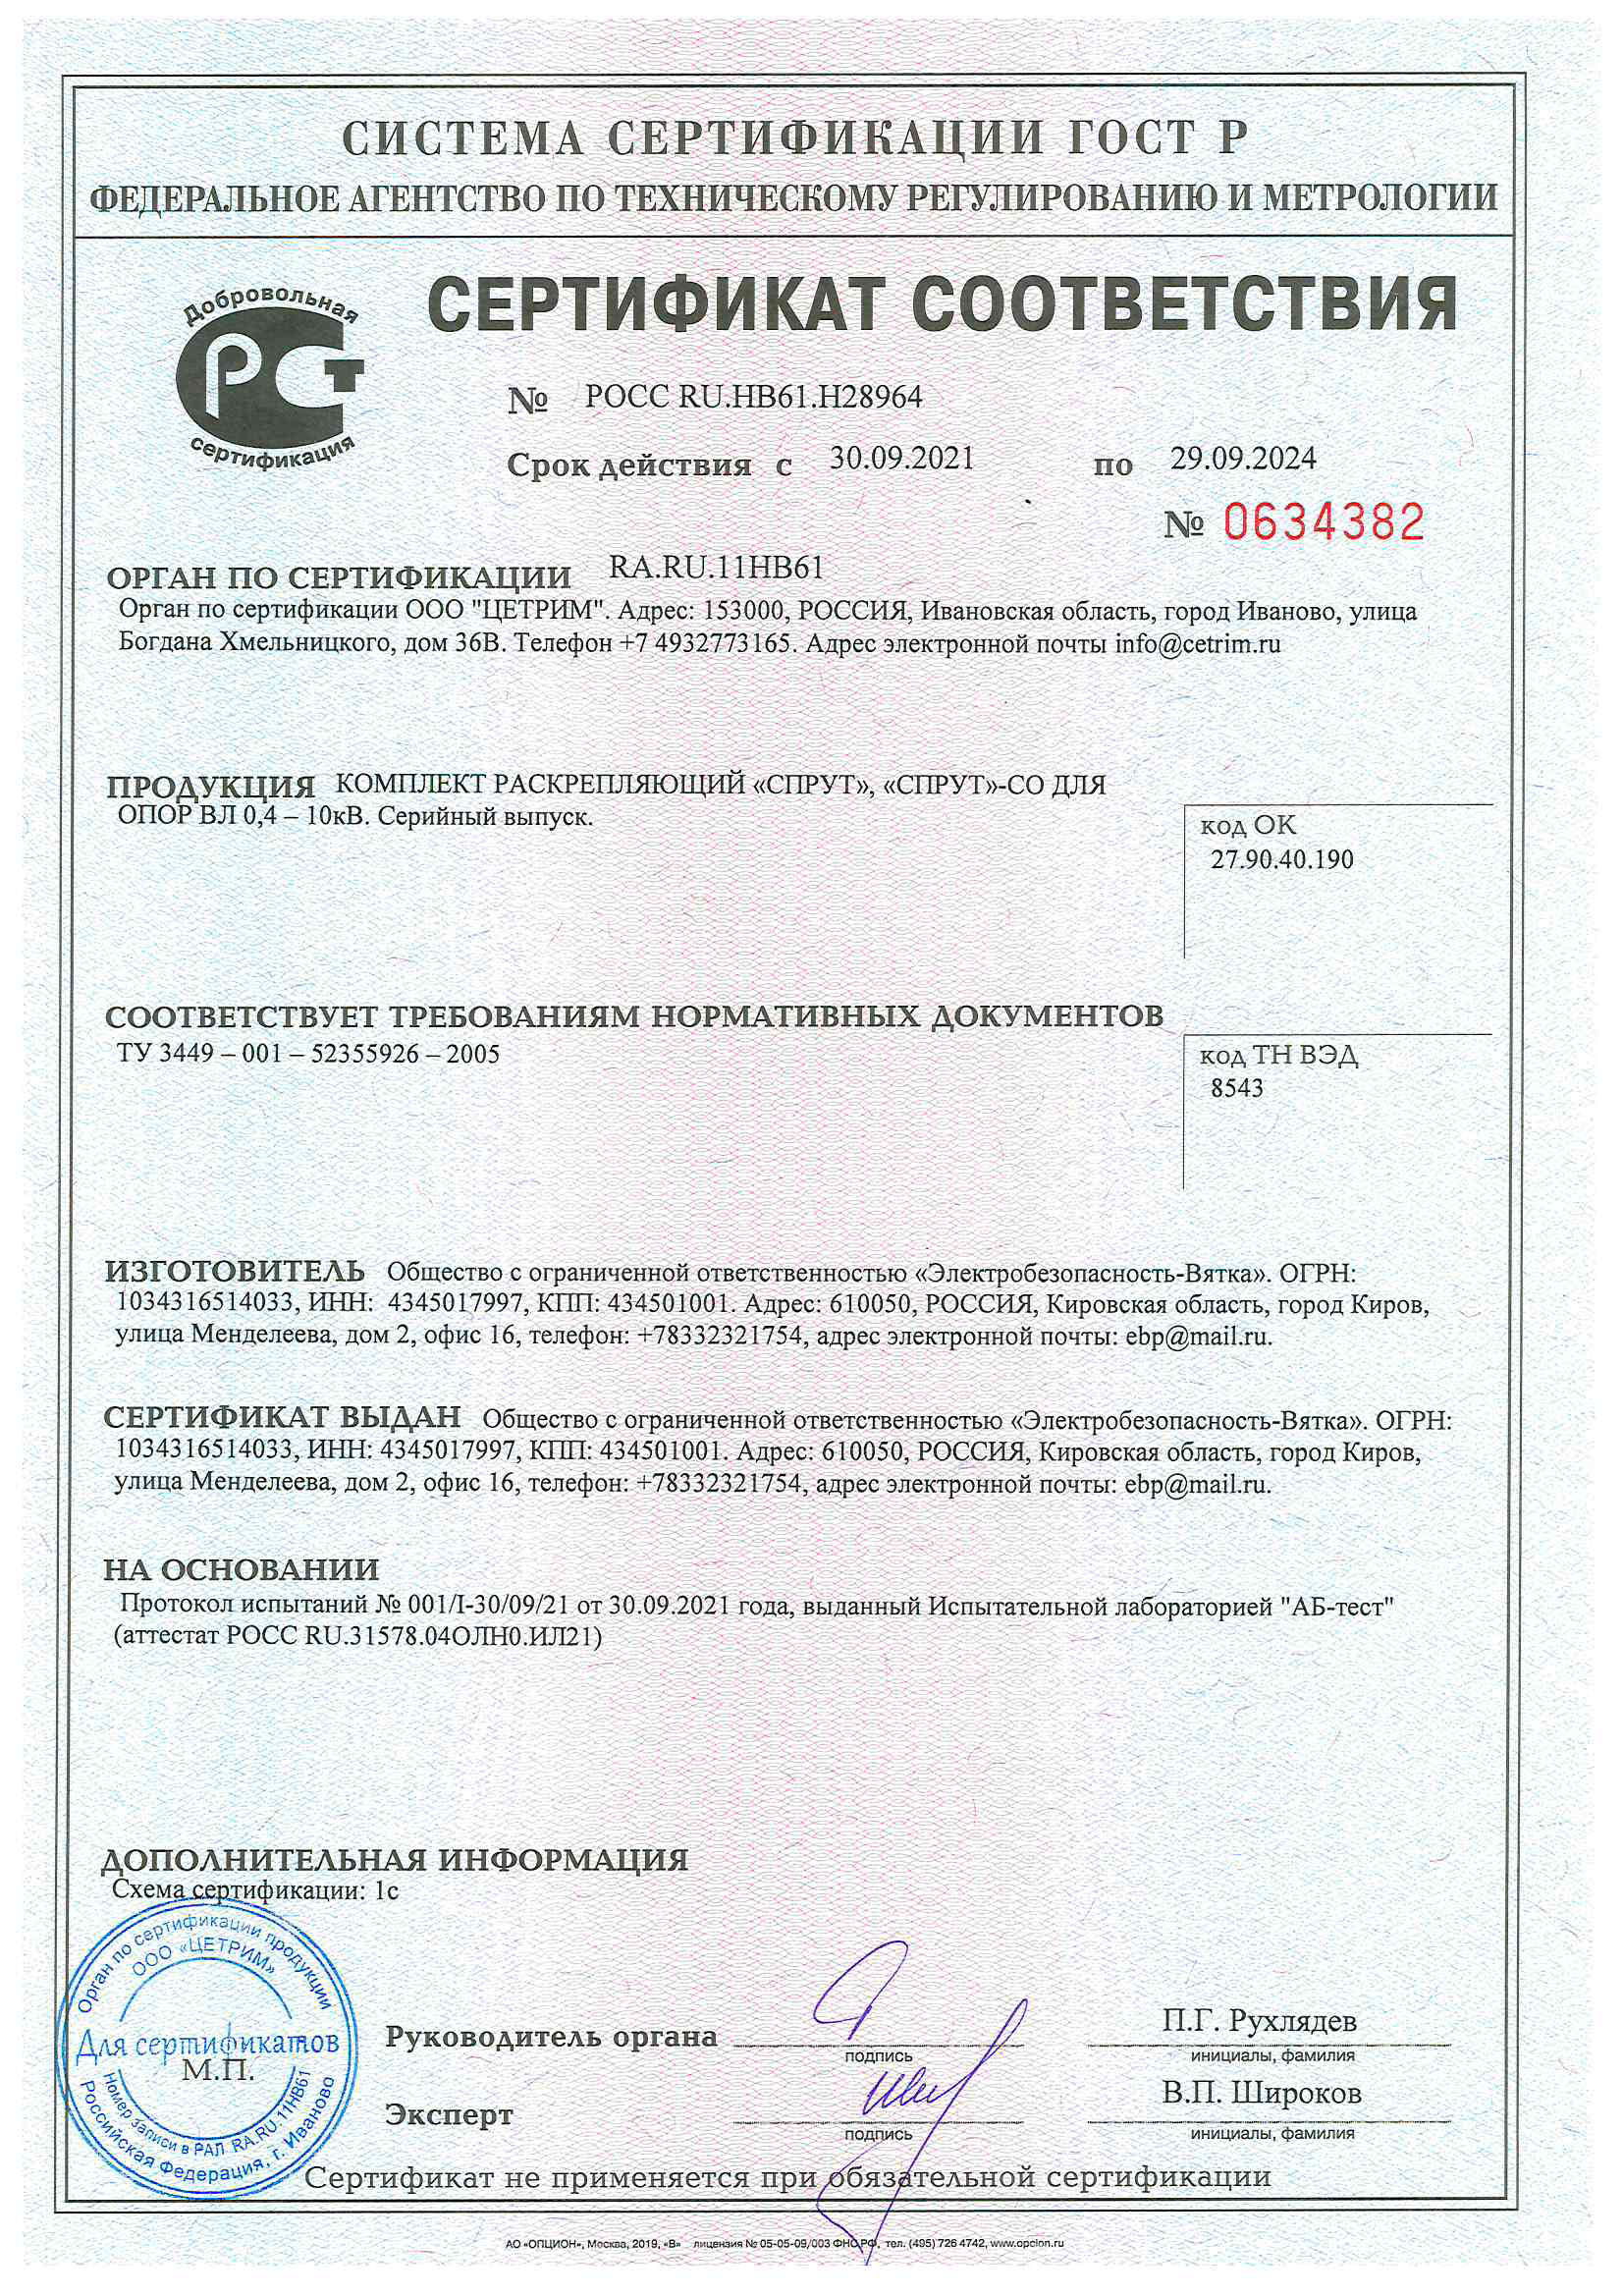 СИСТЕМА СЕРТИФИКАЦИИ ГОСТ Р
ФЕДЕРАЛЬНОЕ АГЕНТСТВО ПО ТЕХНИЧЕСКОМУ РЕГУЛИРОВАНИЮ И МЕТРОЛОГИИ
Добровольная
РСТ
сертификация
СЕРТИФИКАТ СООТВЕТСТВИЯ
№ РОСС RU.НВ61.Н28964
Срок действия с 30.09.2021 по 29.09.2024
№ 0634382
ОРГАН ПО СЕРТИФИКАЦИИ RA.RU.11НВ61
Орган по сертификации ООО "ЦЕТРИМ". Адрес: 153000, РОССИЯ, Ивановская область, город Иваново, улица
Богдана Хмельницкого, дом 36В. Телефон +7 4932773165. Адрес электронной почты info@cetrim.ru
ПРОДУКЦИЯ КОМПЛЕКТ РАСКРЕПЛЯЮЩИЙ «СПРУТ», «СПРУТ»-СО ДЛЯ
ОПОР ВЛ 0,4 – 10кВ. Серийный выпуск.
код ОК
27.90.40.190
СООТВЕТСТВУЕТ ТРЕБОВАНИЯМ НОРМАТИВНЫХ ДОКУМЕНТОВ
ТУ 3449 – 001 – 52355926 – 2005
код ТН ВЭД
8543
ИЗГОТОВИТЕЛЬ Общество с ограниченной ответственностью «Электробезопасность-Вятка». ОГРН:
1034316514033, ИНН: 4345017997, КПП: 434501001. Адрес: 610050, РОССИЯ, Кировская область, город Киров,
улица Менделеева, дом 2, офис 16, телефон: +78332321754, адрес электронной почты: ebp@mail.ru.
СЕРТИФИКАТ ВЫДАН Общество с ограниченной ответственностью «Электробезопасность-Вятка». ОГРН:
1034316514033, ИНН: 4345017997, КПП: 434501001. Адрес: 610050, РОССИЯ, Кировская область, город Киров,
улица Менделеева, дом 2, офис 16, телефон: +78332321754, адрес электронной почты: ebp@mail.ru.
НА ОСНОВАНИИ
Протокол испытаний № 001/I-30/09/21 от 30.09.2021 года, выданный Испытательной лабораторией "АБ-тест"
(аттестат РОСС RU.31578.04ОЛН0.ИЛ21)
ДОПОЛНИТЕЛЬНАЯ ИНФОРМАЦИЯ
Схема сертификации: 1с
Орган по сертификации продукции
ООО «ЦЕТРИМ»
Для сертификатов
М.П.
Номер записи в РАЛ RA.RU.11НВ61
Российская Федерация, г. Иваново
Руководитель органа
подпись
П.Г. Рухлядев
инициалы, фамилия
Эксперт
подпись
В.П. Широков
инициалы, фамилия
Сертификат не применяется при обязательной сертификации
АО «ОПЦИОН», Москва, 2019, «В» лицензия № 05-05-09/003 ФНС РФ, тел. (495) 726 4742, www.opcion.ru